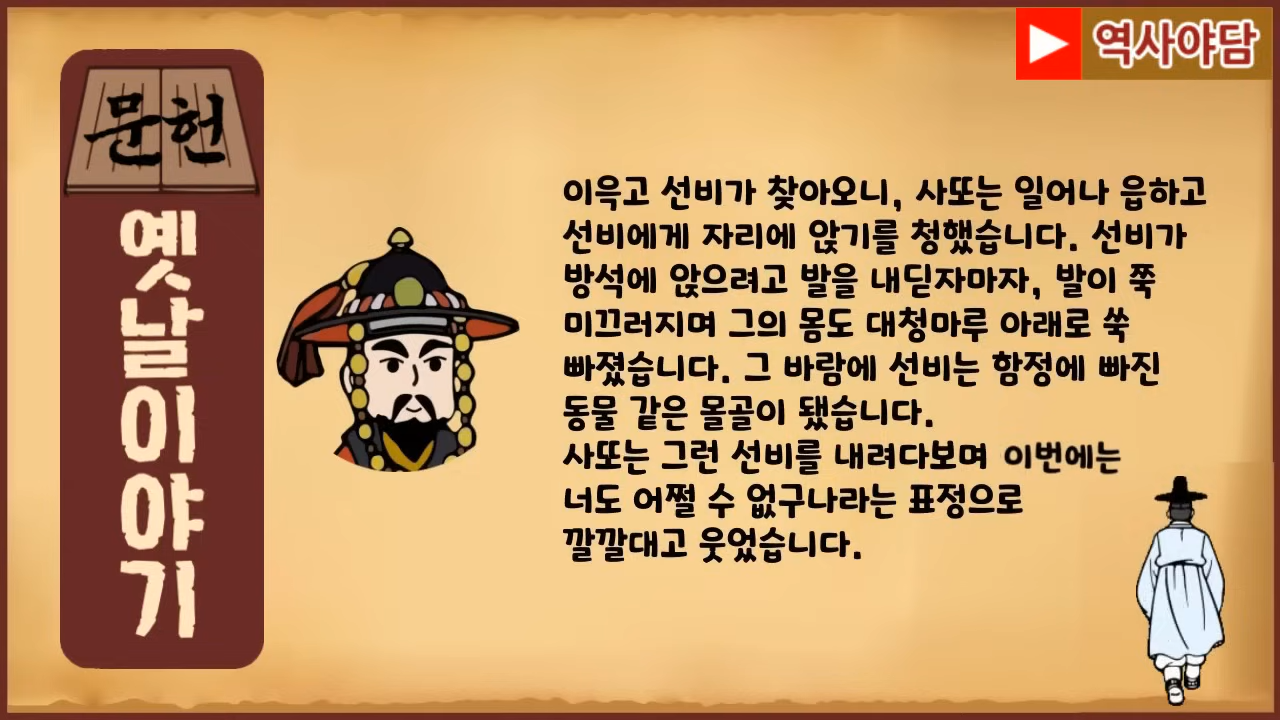 역사야담
문헌
옛날이야기
이윽고 선비가 찾아오니, 사또는 일어나 읍하고
선비에게 자리에 앉기를 청했습니다. 선비가
방석에 앉으려고 발을 내딛자마자, 발이 쭉
미끄러지며 그의 몸도 대청마루 아래로 쑥
빠졌습니다. 그 바람에 선비는 함정에 빠진
동물 같은 몰골이 됐습니다.
사또는 그런 선비를 내려다보며 이번에는
너도 어쩔 수 없구나라는 표정으로
깔깔대고 웃었습니다.